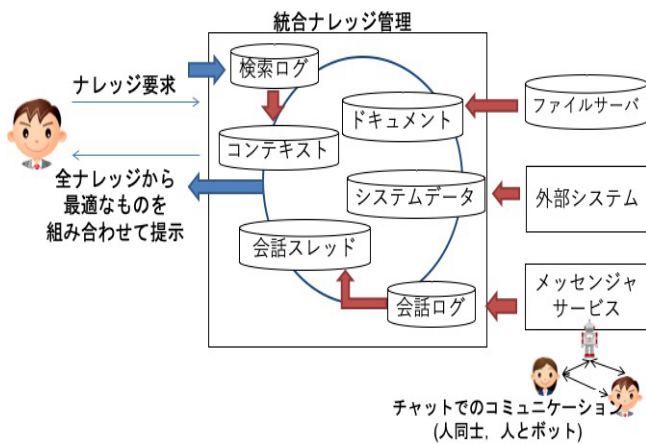 統合ナレッジ管理
検索ログ
ナレッジ要求
ドキュメント
ファイルサーバ
コンテキスト
全ナレッジから
最適なものを
組み合わせて提示
システムデータ
外部システム
会話スレッド
会話ログ
メッセンジャ
サービス
チャットでのコミュニケーション
(人同士，人とボット)